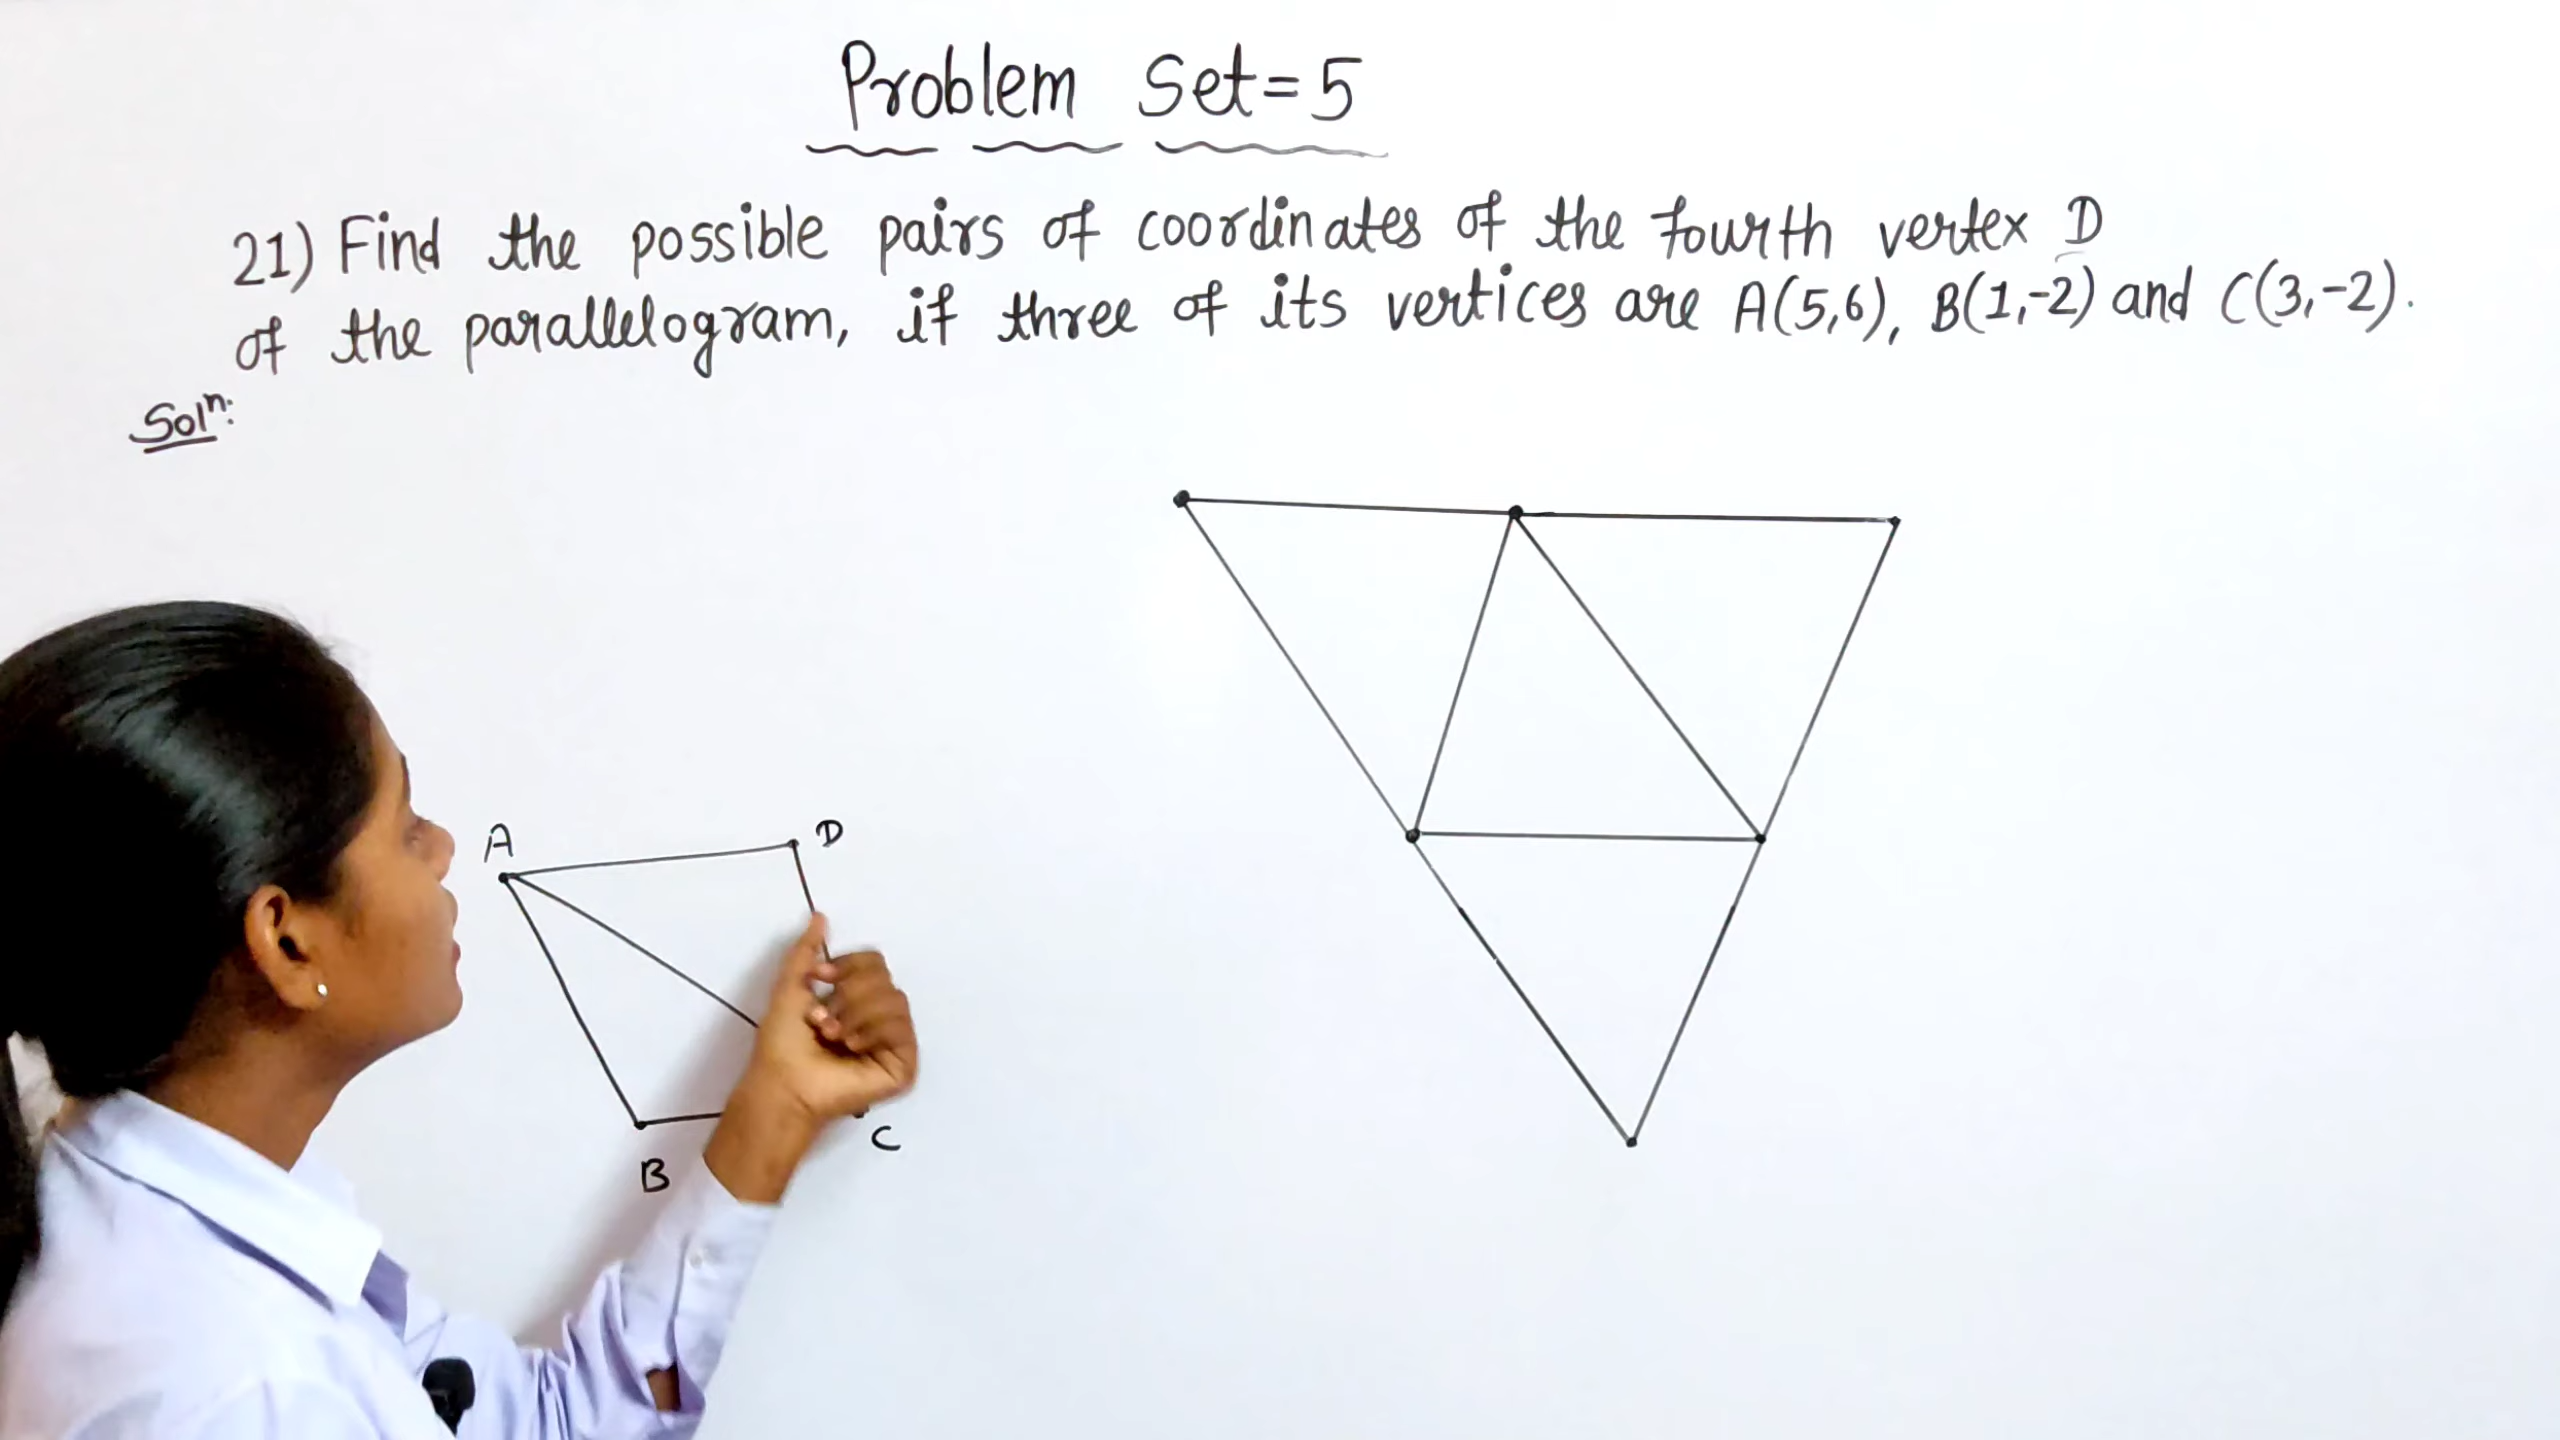 Problem Set=5
21) Find the possible pairs of coordinates of the fourth vertex D
of the parallelogram, if three of its vertices are A(5,6), B(1,-2) and C(3,-2).
Solⁿ:
A
D
B
C